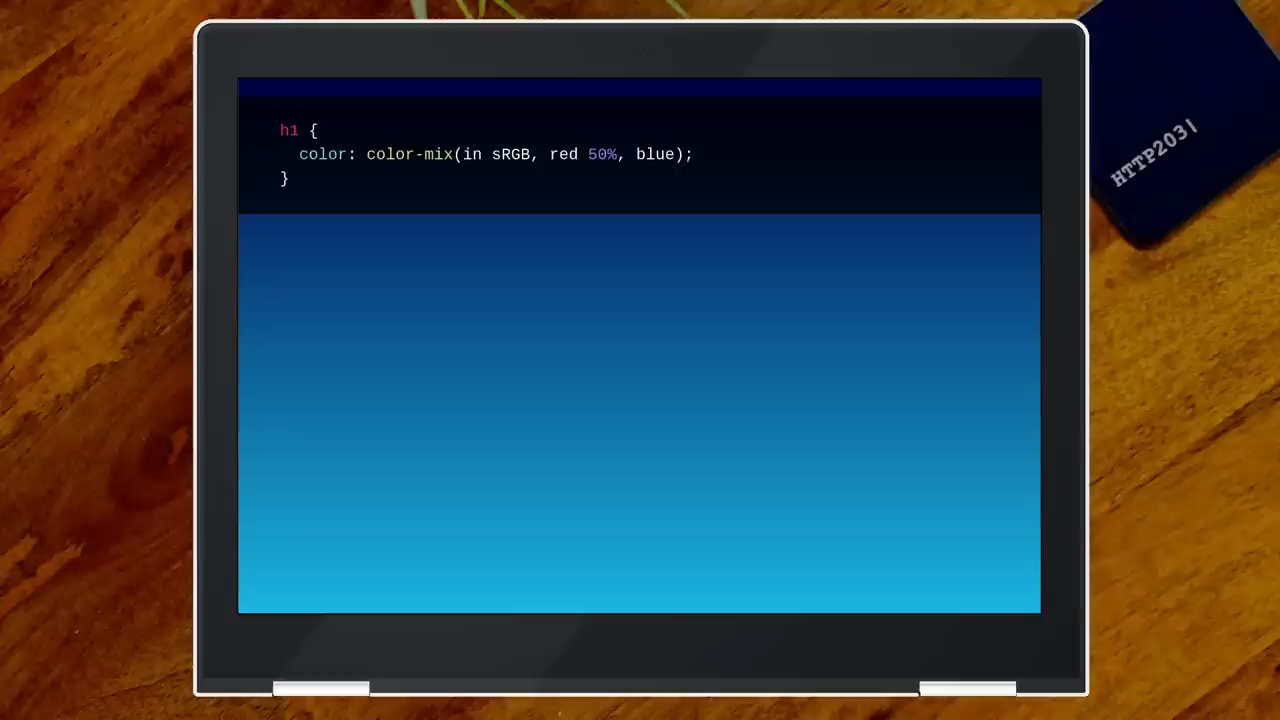 h1 {
color: color-mix(in sRGB, red 50%, blue);
}
HTTP203|